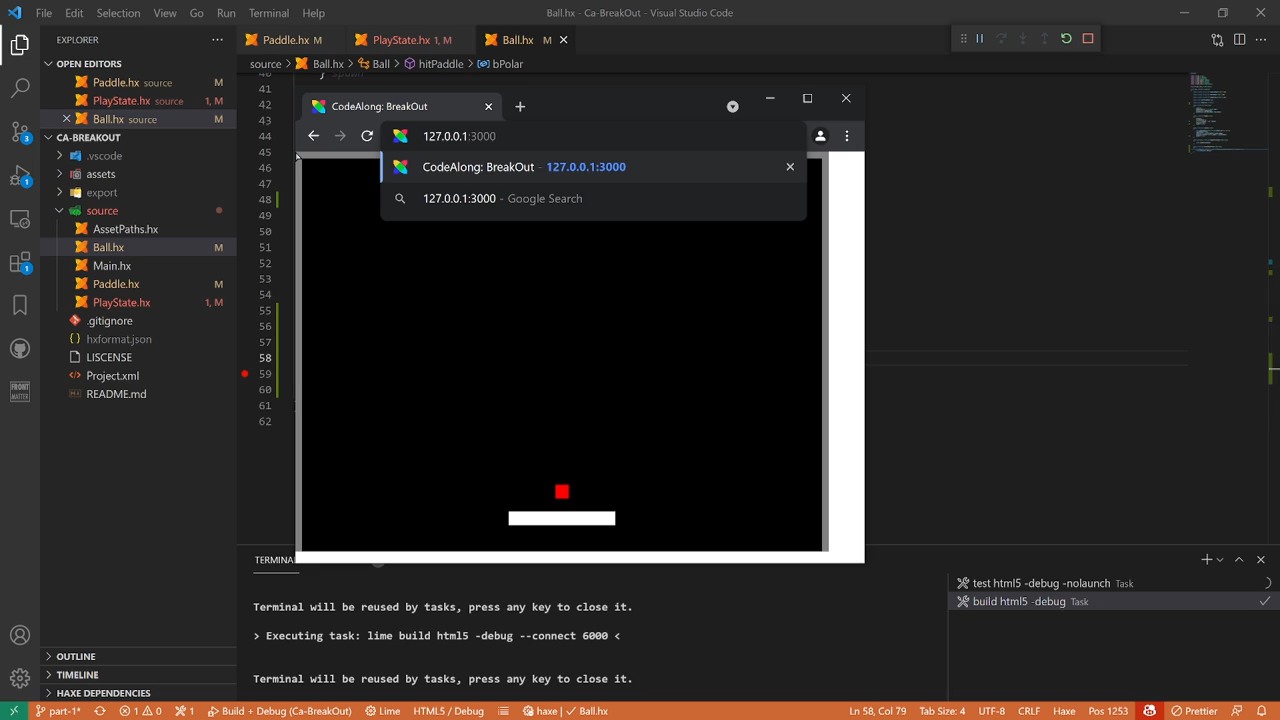 File Edit Selection View Go Run Terminal Help
Ball.hx - Ca-BreakOut - Visual Studio Code
EXPLORER
Paddle.hx M
PlayState.hx 1, M
Ball.hx M
source > Ball.hx > Ball > hitPaddle > bPolar
OPEN EDITORS
Paddle.hx source M
PlayState.hx source 1, M
Ball.hx source M
CA-BREAKOUT
.vscode
assets
export
source
AssetPaths.hx
Ball.hx M
Main.hx
Paddle.hx M
PlayState.hx 1, M
.gitignore
hxformat.json
LISCENSE
Project.xml
README.md
OUTLINE
TIMELINE
HAXE DEPENDENCIES
3
1
1
FRONT
MATTER
41
42
43
44
45
46
47
48
49
50
51
52
53
54
55
56
57
58
59
60
61
62
CodeAlong: BreakOut
127.0.0.1:3000
CodeAlong: BreakOut - 127.0.0.1:3000
127.0.0.1:3000 - Google Search
TERMINAL
Terminal will be reused by tasks, press any key to close it.
> Executing task: lime build html5 -debug --connect 6000 <
Terminal will be reused by tasks, press any key to close it.
test html5 -debug -nolaunch Task
build html5 -debug Task
part-1* 1 0 1 Build + Debug (Ca-BreakOut) Lime HTML5 / Debug haxe Ball.hx
Ln 58, Col 79 Tab Size: 4 UTF-8 CRLF Haxe Pos 1253 Prettier